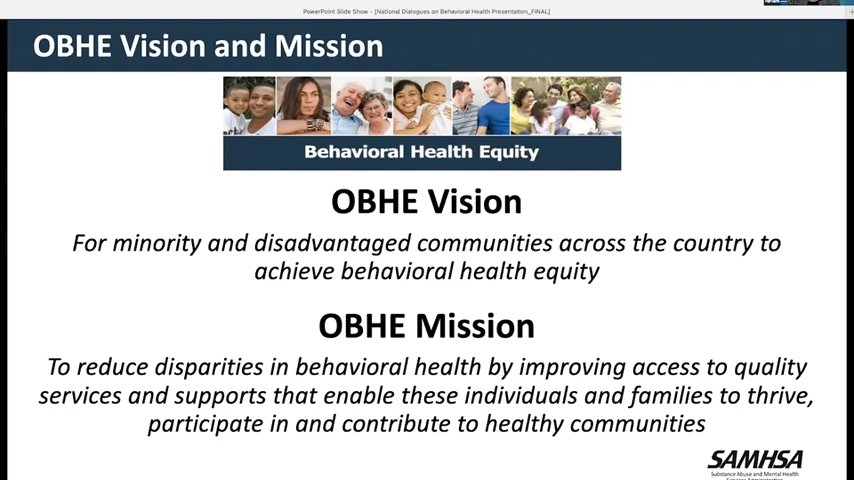 PowerPoint Slide Show - [National Dialogues on Behavioral Health Presentation_FINAL]
OBHE Vision and Mission
Behavioral Health Equity
OBHE Vision
For minority and disadvantaged communities across the country to
achieve behavioral health equity
OBHE Mission
To reduce disparities in behavioral health by improving access to quality
services and supports that enable these individuals and families to thrive,
participate in and contribute to healthy communities
SAMHSA
Substance Abuse and Mental Health
Services Administration